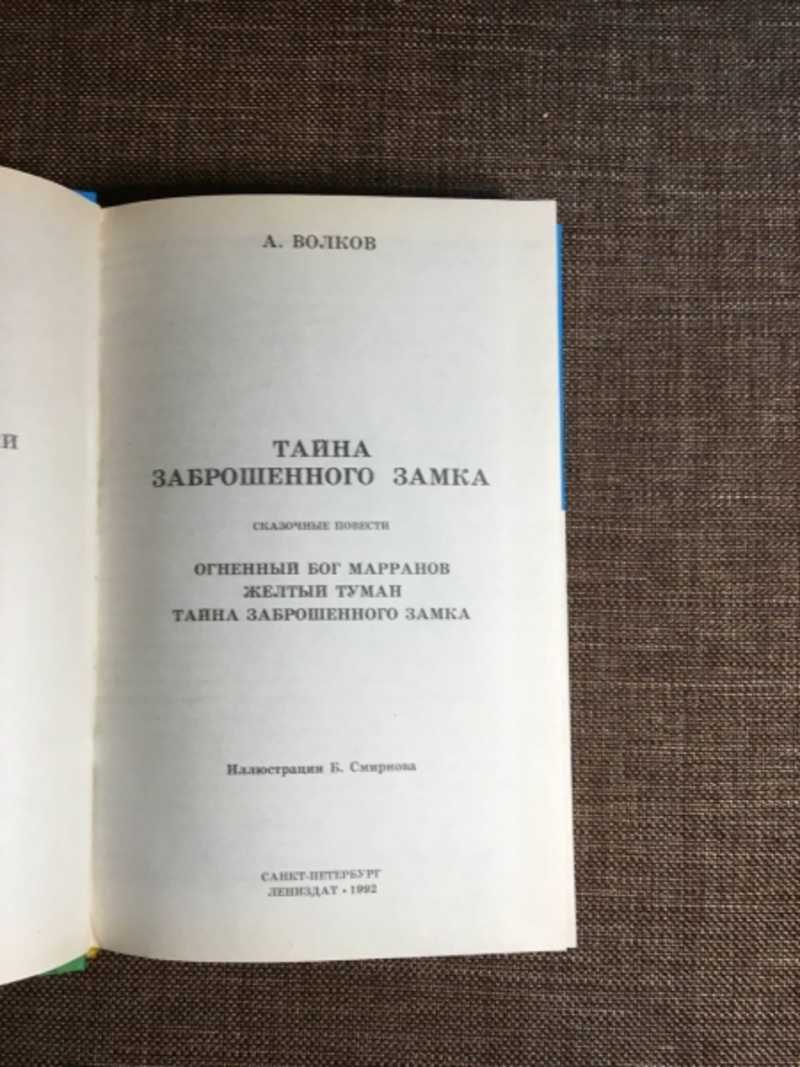 А. ВОЛКОВ
ТАЙНА
ЗАБРОШЕННОГО ЗАМКА
СКАЗОЧНЫЕ ПОВЕСТИ
ОГНЕННЫЙ БОГ МАРРАНОВ
ЖЕЛТЫЙ ТУМАН
ТАЙНА ЗАБРОШЕННОГО ЗАМКА
Иллюстрации Б. Смирнова
САНКТ-ПЕТЕРБУРГ
ЛЕНИЗДАТ • 1992